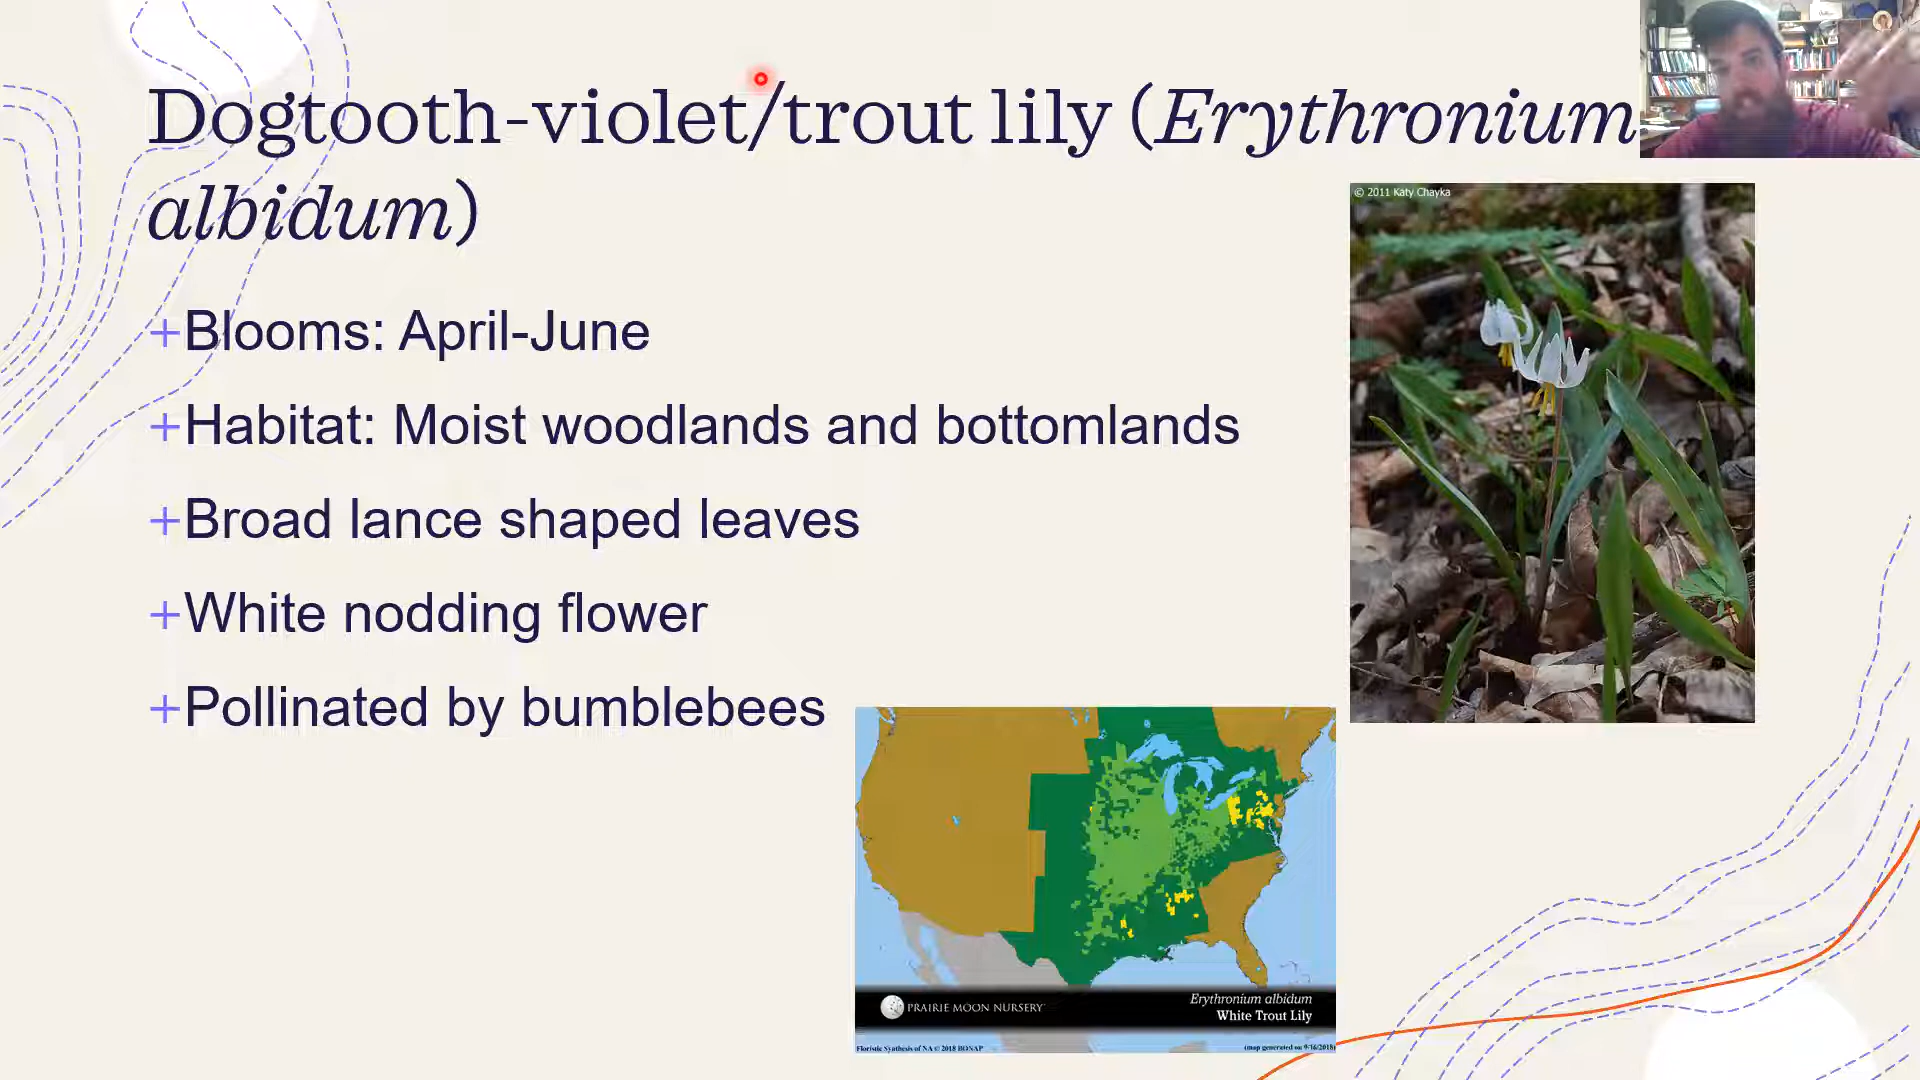 Dogtooth-violet/trout lily (Erythronium
albidum)
© 2011 Katy Chayka
+Blooms: April-June
+Habitat: Moist woodlands and bottomlands
+Broad lance shaped leaves
+White nodding flower
+Pollinated by bumblebees
PRAIRIE MOON NURSERY
Erythronium albidum
White Trout Lily
Floristic Synthesis of NA © 2018 BONAP
(map generated on 9/16/2018)